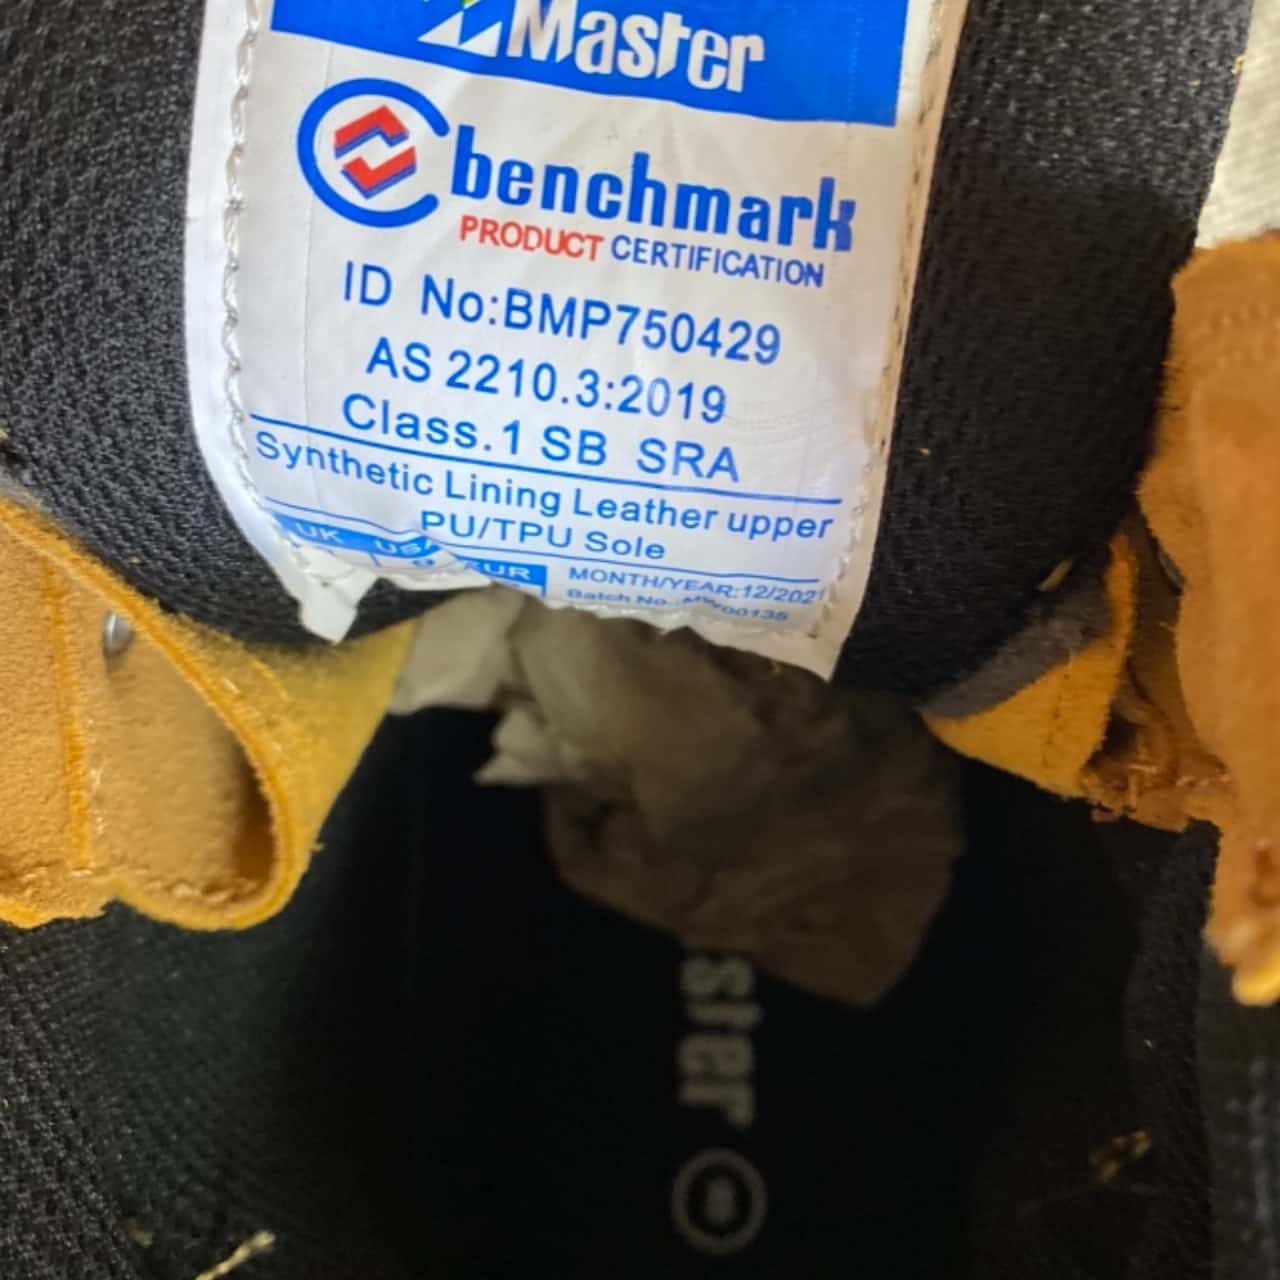 Master
benchmark
PRODUCT CERTIFICATION
ID No:BMP750429
AS 2210.3:2019
Class.1 SB SRA
Synthetic Lining Leather upper
PU/TPU Sole
UK US/ EUR
MONTH/YEAR:12/2021
Batch No.:
ster